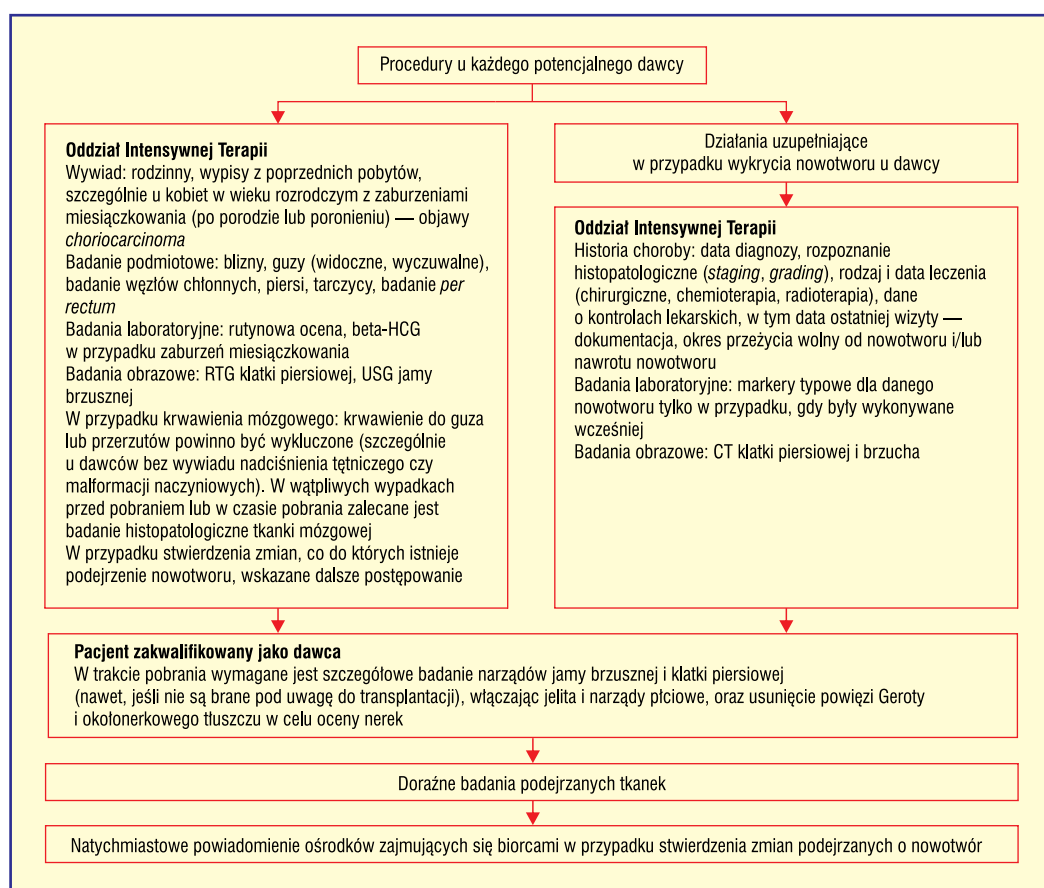 Procedury u każdego potencjalnego dawcy
Oddział Intensywnej Terapii
Wywiad: rodzinny, wypisy z poprzednich pobytów,
szczególnie u kobiet w wieku rozrodczym z zaburzeniami
miesiączkowania (po porodzie lub poronieniu) — objawy
choriocarcinoma
Badanie podmiotowe: blizny, guzy (widoczne, wyczuwalne),
badanie węzłów chłonnych, piersi, tarczycy, badanie per
rectum
Badania laboratoryjne: rutynowa ocena, beta-HCG
w przypadku zaburzeń miesiączkowania
Badania obrazowe: RTG klatki piersiowej, USG jamy
brzusznej
W przypadku krwawienia mózgowego: krwawienie do guza
lub przerzutów powinno być wykluczone (szczególnie
u dawców bez wywiadu nadciśnienia tętniczego czy
malformacji naczyniowych). W wątpliwych wypadkach
przed pobraniem lub w czasie pobrania zalecane jest
badanie histopatologiczne tkanki mózgowej
W przypadku stwierdzenia zmian, co do których istnieje
podejrzenie nowotworu, wskazane dalsze postępowanie
Działania uzupełniające
w przypadku wykrycia nowotworu u dawcy
Oddział Intensywnej Terapii
Historia choroby: data diagnozy, rozpoznanie
histopatologiczne (staging, grading), rodzaj i data leczenia
(chirurgiczne, chemioterapia, radioterapia), dane
o kontrolach lekarskich, w tym data ostatniej wizyty —
dokumentacja, okres przeżycia wolny od nowotworu i/lub
nawrotu nowotworu
Badania laboratoryjne: markery typowe dla danego
nowotworu tylko w przypadku, gdy były wykonywane
wcześniej
Badania obrazowe: CT klatki piersiowej i brzucha
Pacjent zakwalifikowany jako dawca
W trakcie pobrania wymagane jest szczegółowe badanie narządów jamy brzusznej i klatki piersiowej
(nawet, jeśli nie są brane pod uwagę do transplantacji), włączając jelita i narządy płciowe, oraz usunięcie powięzi Geroty
i okołonerkowego tłuszczu w celu oceny nerek
Doraźne badania podejrzanych tkanek
Natychmiastowe powiadomienie ośrodków zajmujących się biorcami w przypadku stwierdzenia zmian podejrzanych o nowotwór